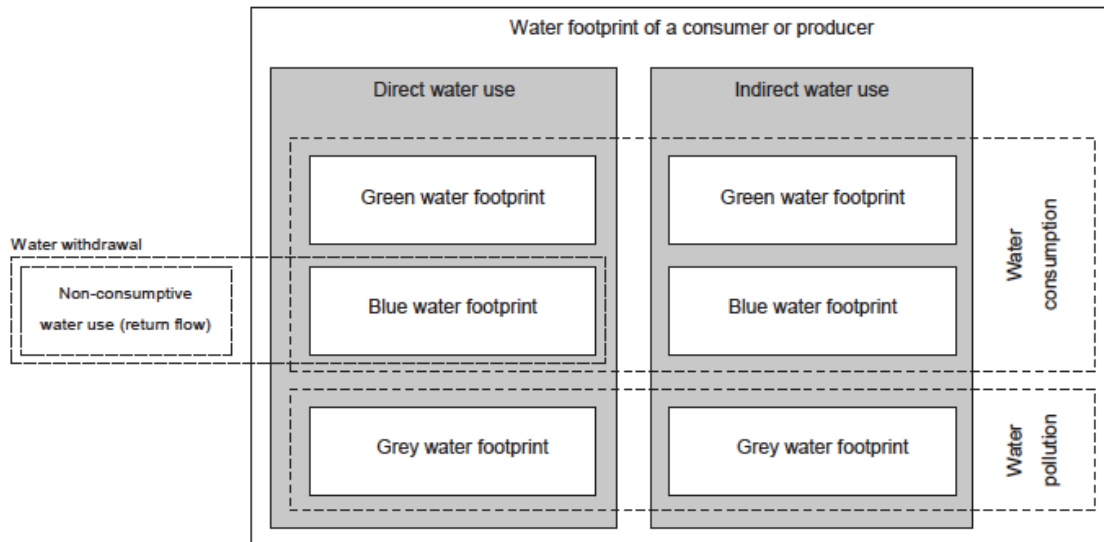 Water footprint of a consumer or producer
Direct water use
Indirect water use
Green water footprint
Green water footprint
Water withdrawal
Non-consumptive
water use (return flow)
Blue water footprint
Blue water footprint
Water
consumption
Grey water footprint
Grey water footprint
Water
pollution